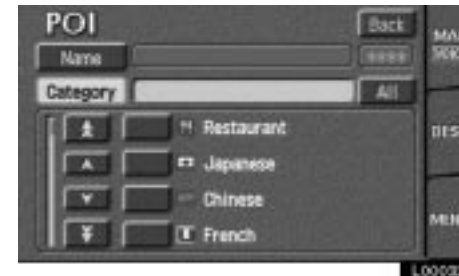 POI
Back
Name
Category
All
Restaurant
Japanese
Chinese
French